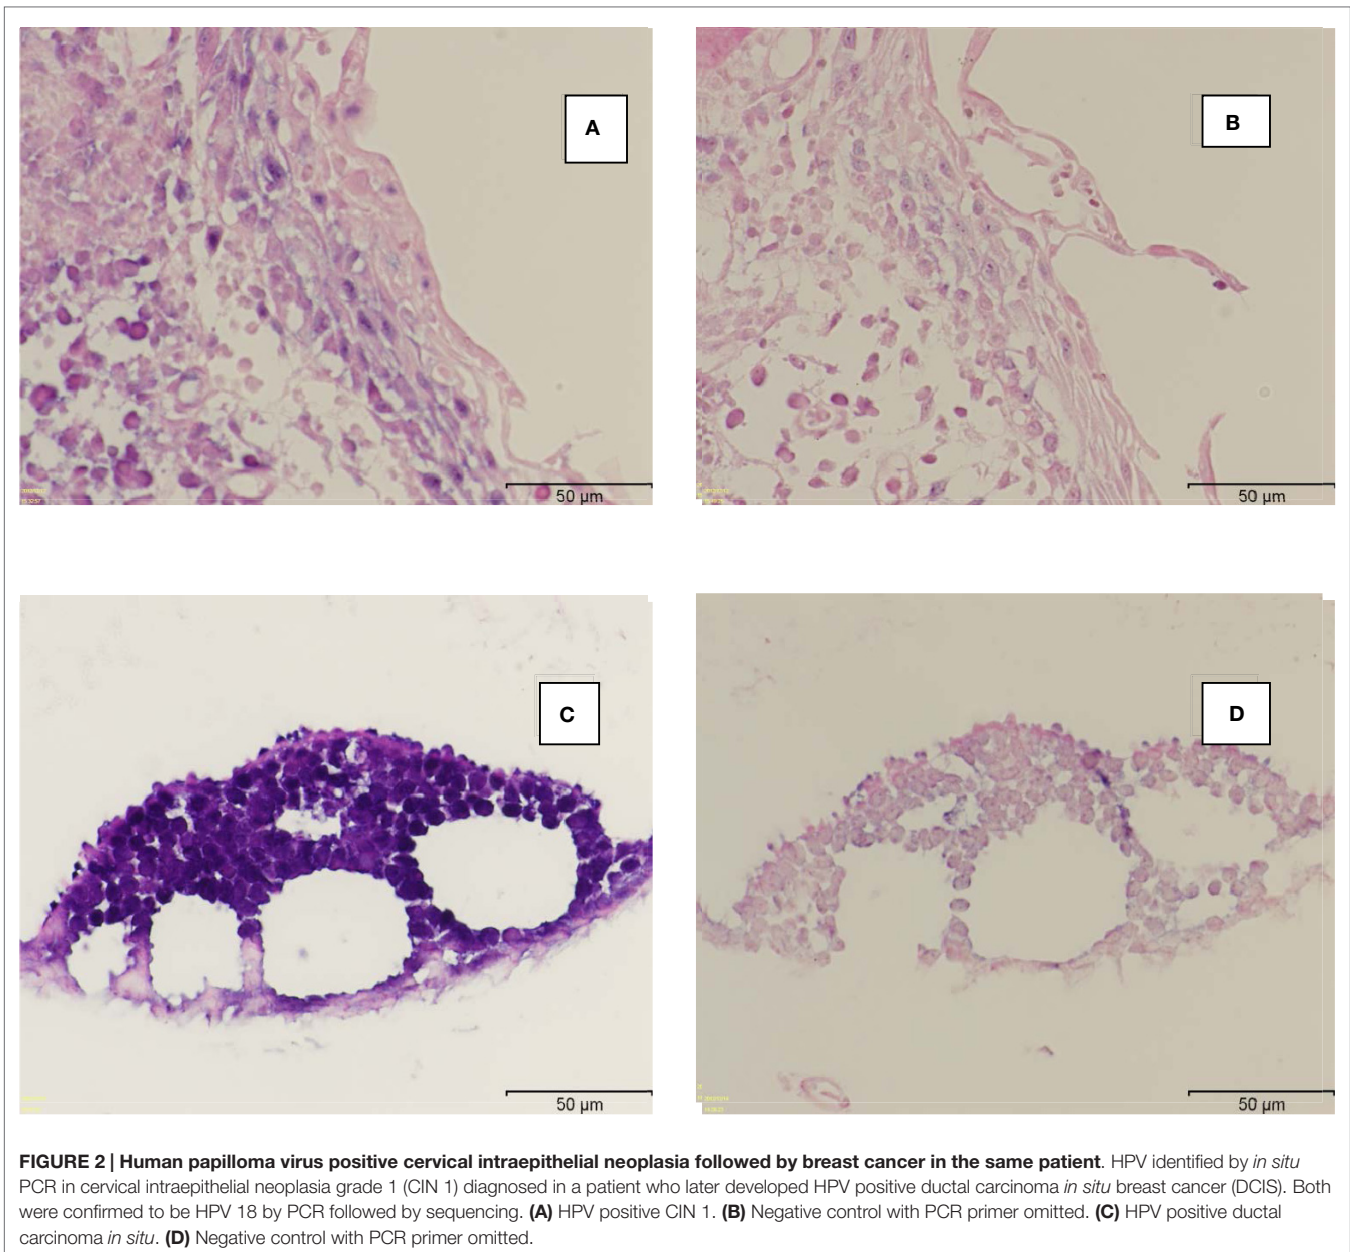 A
B
50 µm
50 µm
C
D
50 µm
50 µm
FIGURE 2 | Human papilloma virus positive cervical intraepithelial neoplasia followed by breast cancer in the same patient. HPV identified by in situ
PCR in cervical intraepithelial neoplasia grade 1 (CIN 1) diagnosed in a patient who later developed HPV positive ductal carcinoma in situ breast cancer (DCIS). Both
were confirmed to be HPV 18 by PCR followed by sequencing. (A) HPV positive CIN 1. (B) Negative control with PCR primer omitted. (C) HPV positive ductal
carcinoma in situ. (D) Negative control with PCR primer omitted.